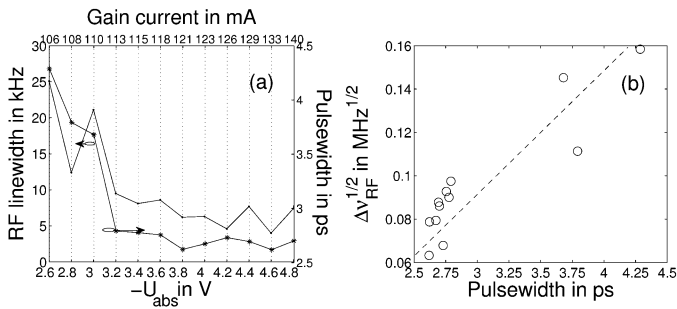 Gain current in mA
106 108 110 113 115 118 121 123 126 129 133 140
30
25
20
15
10
5
0
RF linewidth in kHz
4.5
4
3.5
3
2.5
Pulsewidth in ps
(a)
2.6 2.8 3 3.2 3.4 3.6 3.8 4 4.2 4.4 4.6 4.8
−U_abs in V
0.16
0.14
0.12
0.1
0.08
0.06
Δν_RF^1/2 in MHz^1/2
(b)
2.5 2.75 3 3.25 3.5 3.75 4 4.25 4.5
Pulsewidth in ps